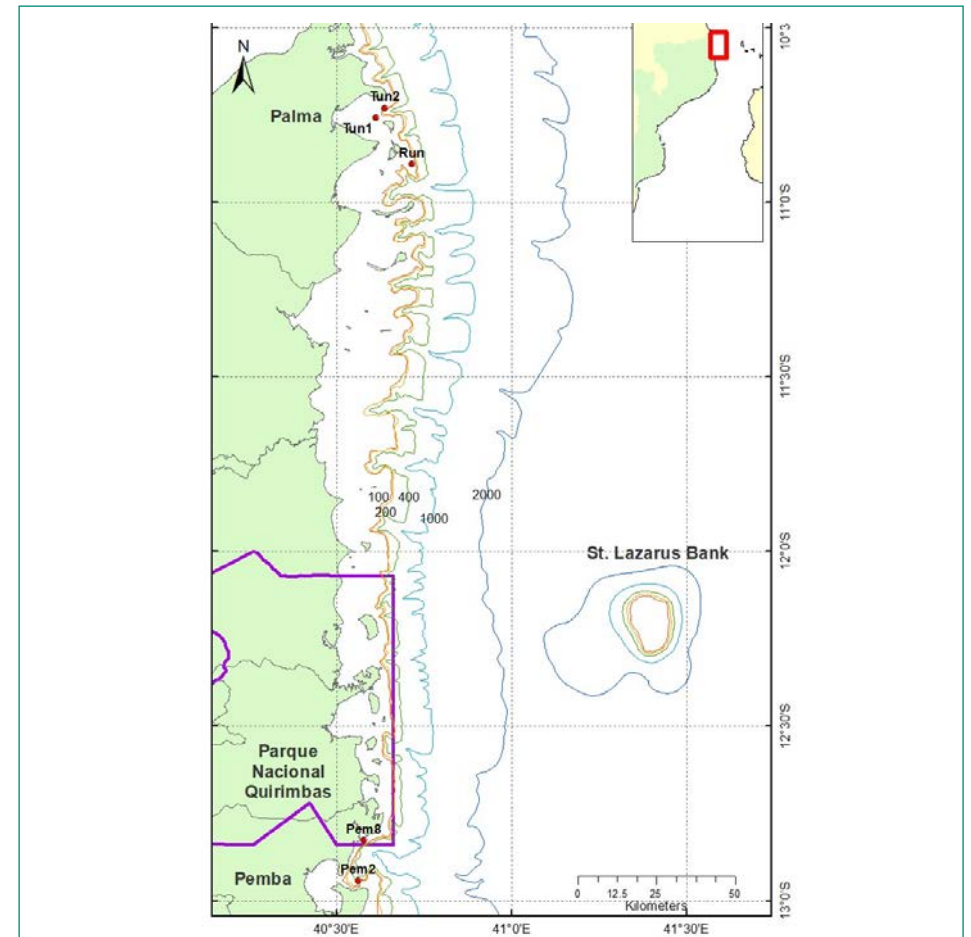 N
Palma
Tun2
Tun1
Run
10°3
11°0'S
11°30'S
100 400
200
1000
2000
12°0'S
St. Lazarus Bank
12°30'S
Parque
Nacional
Quirimbas
Pem8
Pem2
Pemba
0 12.5 25 50
Kilometers
13°0'S
40°30'E
41°0'E
41°30'E